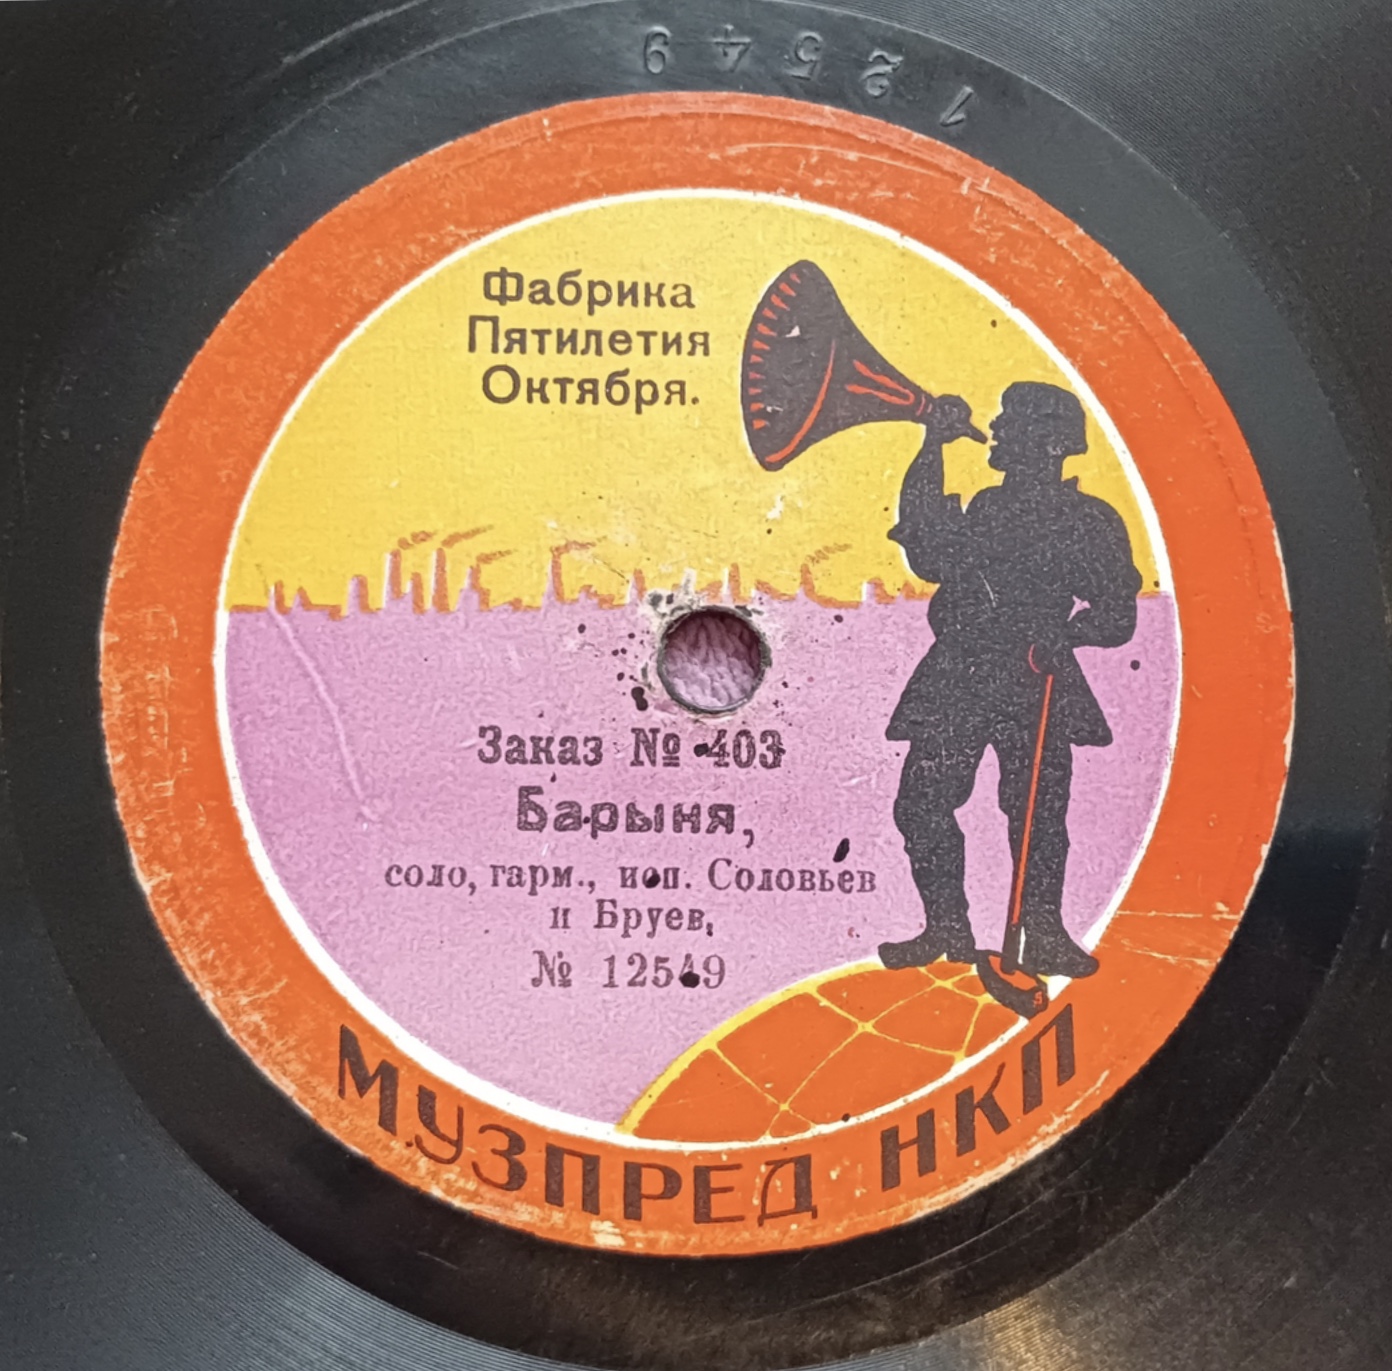 12549
Фабрика
Пятилетия
Октября.
Заказ № 403
Барыня,
соло, гарм., исп. Соловьев
и Бруев,
№ 12549
МУЗПРЕД НКП